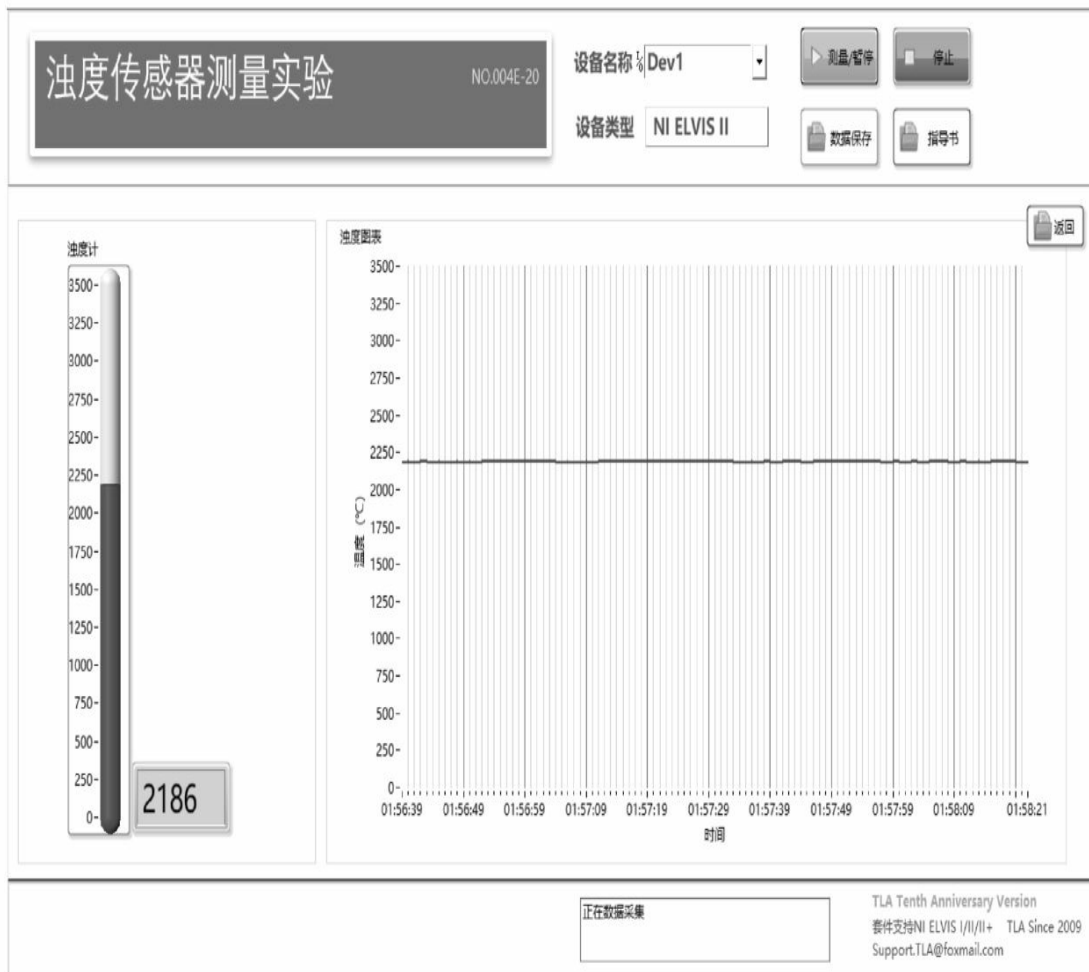 浊度传感器测量实验
NO.004E-20
设备名称
Dev1
测量/暂停
停止
设备类型
NI ELVIS II
数据保存
指导书
返回
浊度计
3500
3250
3000
2750
2500
2250
2000
1750
1500
1250
1000
750
500
250
0
2186
浊度图表
3500
3250
3000
2750
2500
2250
2000
1750
1500
1250
1000
750
500
250
0
温度 (°C)
01:56:39 01:56:49 01:56:59 01:57:09 01:57:19 01:57:29 01:57:39 01:57:49 01:57:59 01:58:09 01:58:21
时间
正在数据采集
TLA Tenth Anniversary Version
套件支持NI ELVIS I/II/II+ TLA Since 2009
Support.TLA@foxmail.com